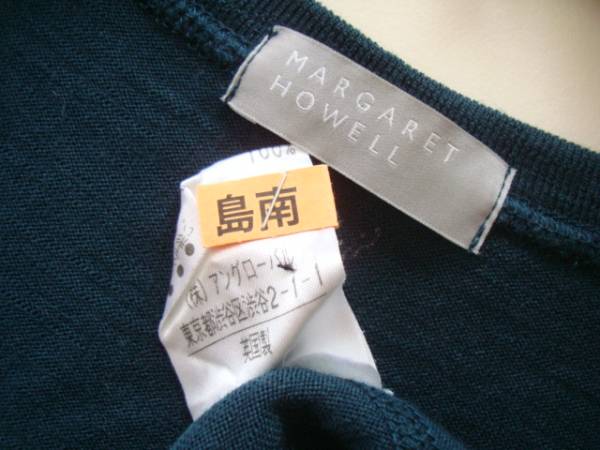 MARGARET
HOWELL
100%
島南
(株)アングローバル
東京都渋谷区渋谷2-1-1
英国製